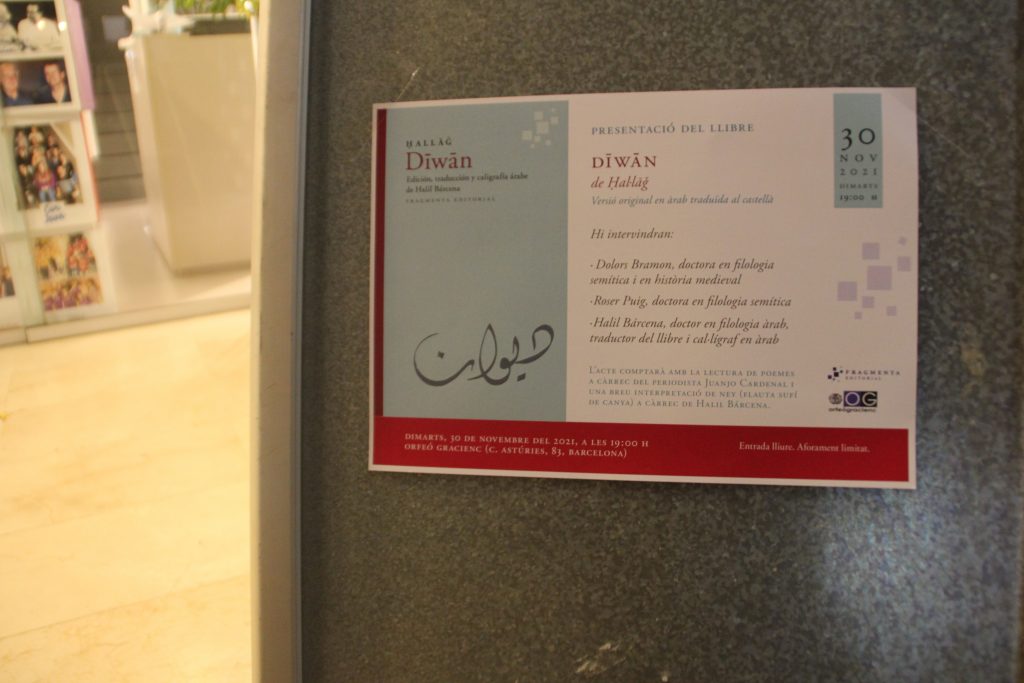 ḤALLĀǦ
Dīwān
Edición, traducción y caligrafía árabe
de Halil Bárcena
FRAGMENTA EDITORIAL
ديوان
PRESENTACIÓ DEL LLIBRE
DĪWĀN
de Ḥal·lāǧ
Versió original en àrab traduïda al castellà
Hi intervindran:
· Dolors Bramon, doctora en filologia
semítica i en història medieval
· Roser Puig, doctora en filologia semítica
· Halil Bárcena, doctor en filologia àrab,
traductor del llibre i cal·lígraf en àrab
L'ACTE COMPTARÀ AMB LA LECTURA DE POEMES
A CÀRREC DEL PERIODISTA JUANJO CARDENAL I
UNA BREU INTERPRETACIÓ DE NEY (FLAUTA SUFÍ
DE CANYA) A CÀRREC DE HALIL BÁRCENA.
30
NOV
2021
DIMARTS
19:00 H
FRAGMENTA
EDITORIAL
OG
orfeógracienc
DIMARTS, 30 DE NOVEMBRE DEL 2021, A LES 19:00 H
ORFEÓ GRACIENC (C. ASTÚRIES, 83, BARCELONA)
Entrada lliure. Aforament limitat.